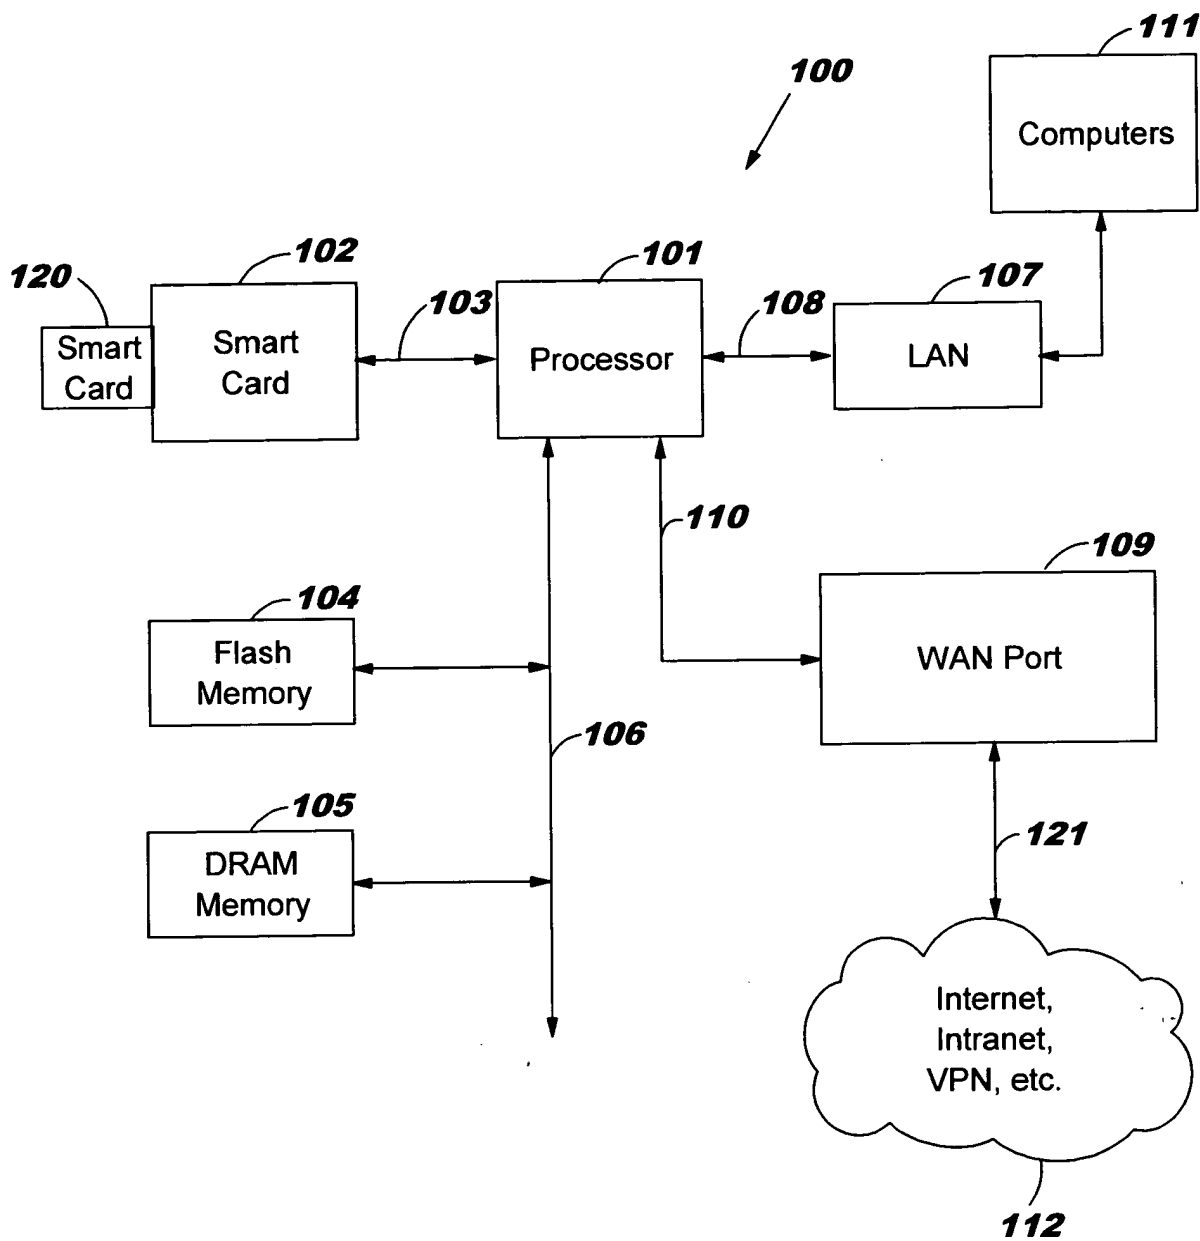 111
100
Computers
102
101
107
120
103
108
Smart
Card
Smart
Card
Processor
LAN
110
109
104
Flash
Memory
WAN Port
106
105
DRAM
Memory
121
Internet,
Intranet,
VPN, etc.
112